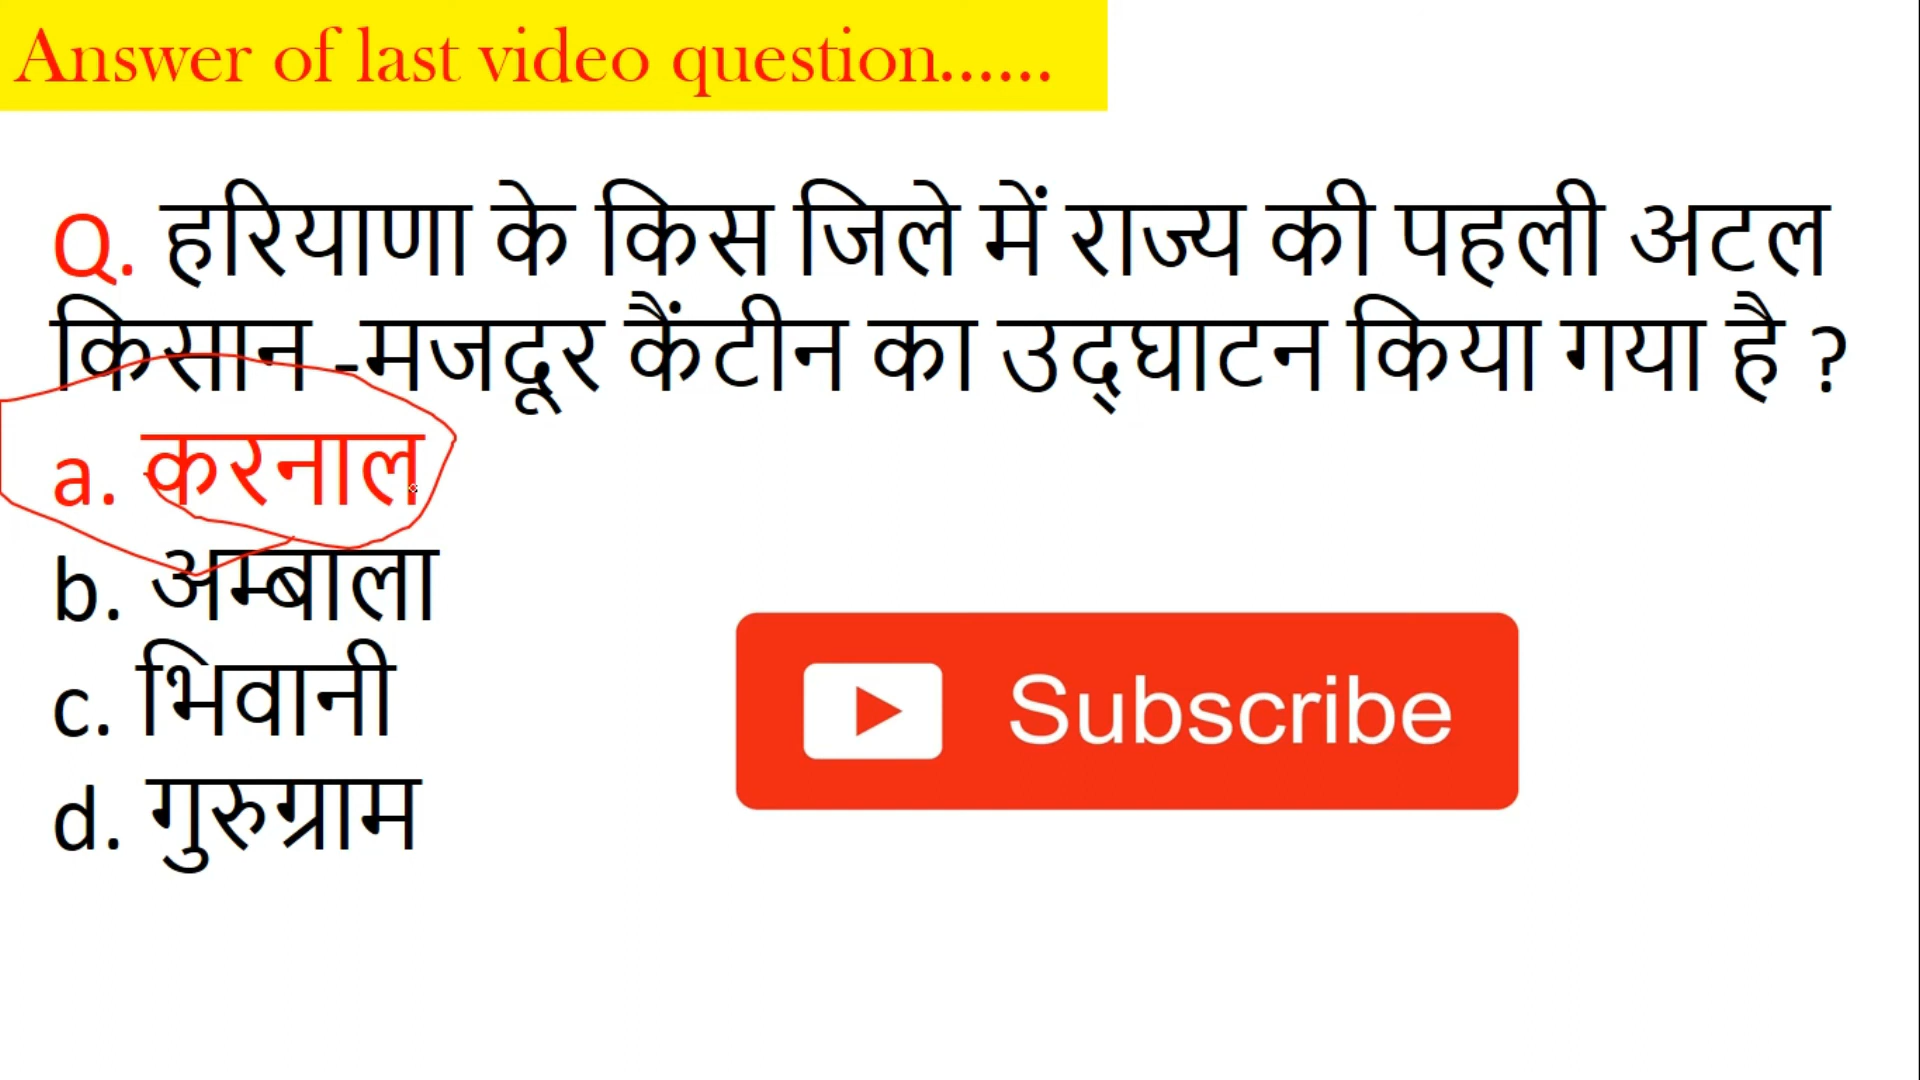 Answer of last video question......
Q. हरियाणा के किस जिले में राज्य की पहली अटल
किसान -मजदूर कैंटीन का उद्घाटन किया गया है ?
a. करनाल
b. अम्बाला
c. भिवानी
d. गुरुग्राम
Subscribe